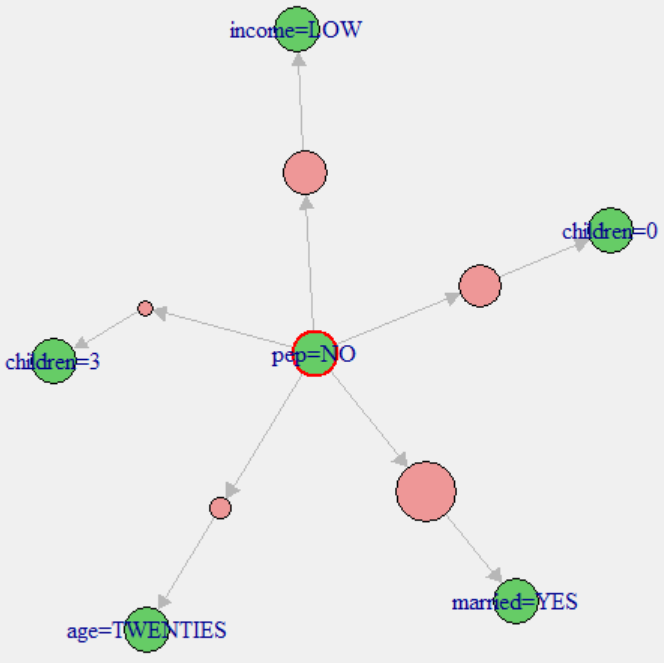 income=LOW
children=0
pep=NO
children=3
married=YES
age=TWENTIES